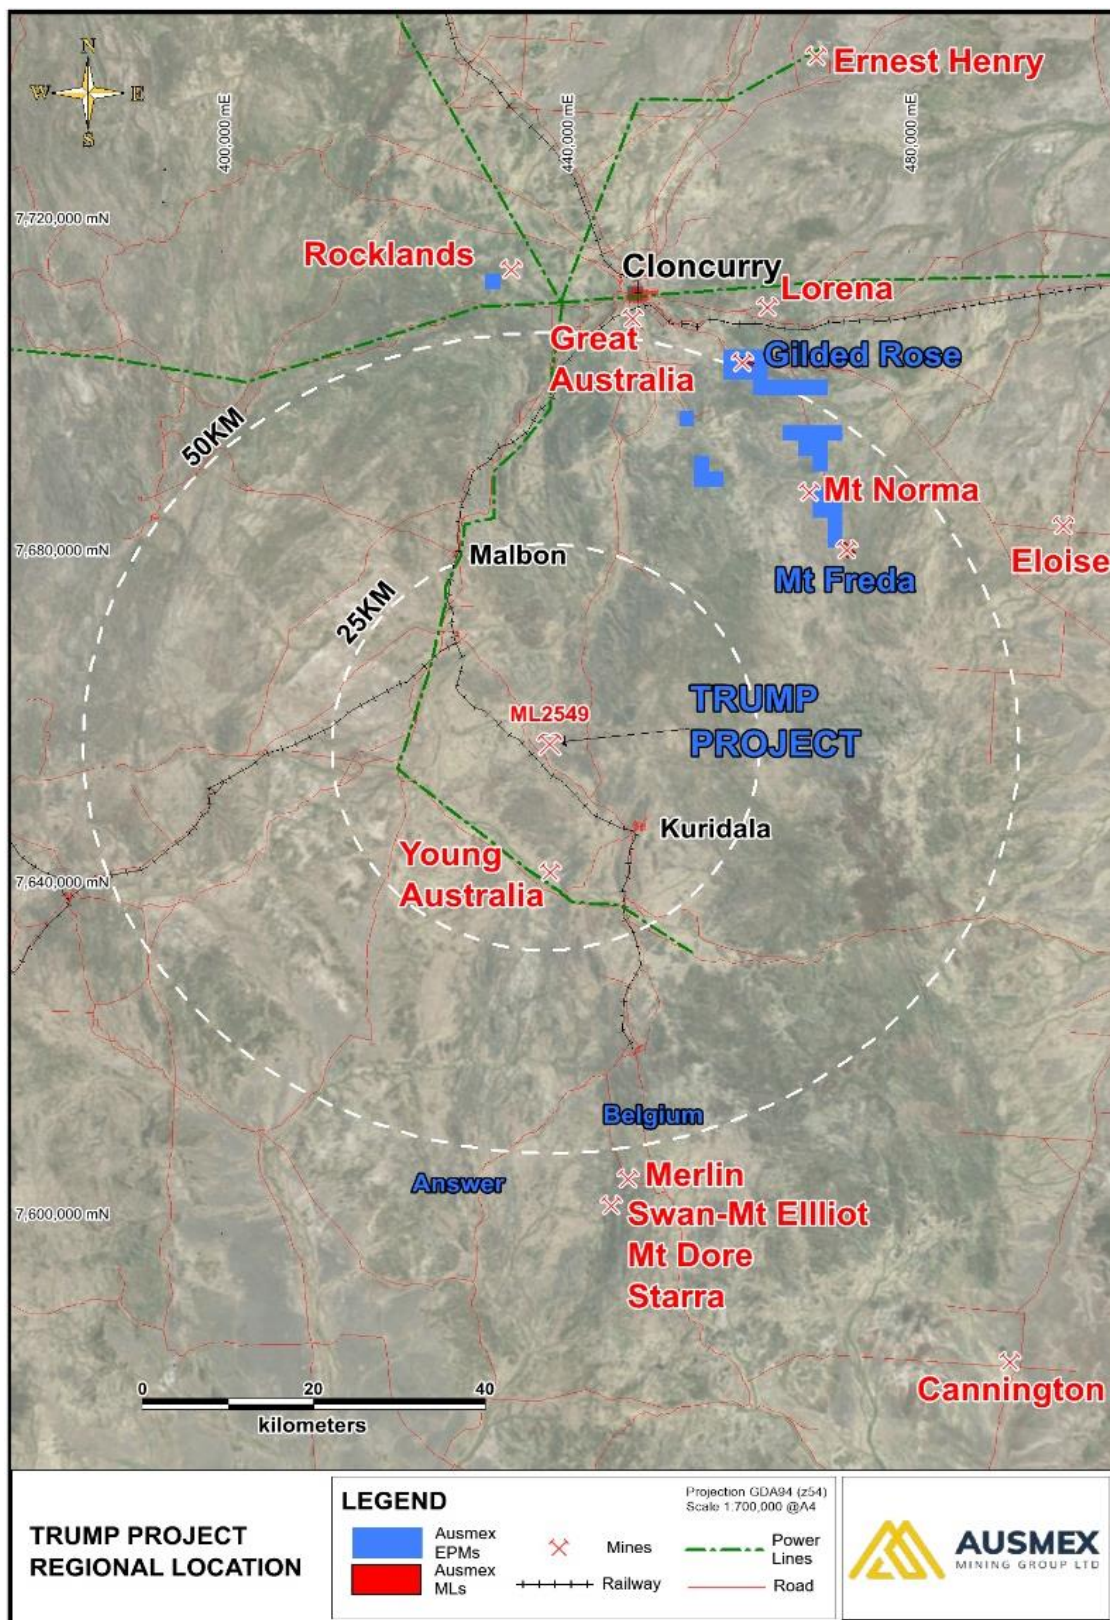 N
W
E
S
Ernest Henry
400,000 mE
440,000 mE
480,000 mE
7,720,000 mN
Rocklands
Cloncurry
Lorena
Great
Australia
Gilded Rose
50KM
Mt Norma
7,680,000 mN
Malbon
Eloise
Mt Freda
25KM
ML2549
TRUMP
PROJECT
Kuridala
Young
Australia
7,640,000 mN
Belgium
Answer
Merlin
7,600,000 mN
Swan-Mt Ellliot
Mt Dore
Starra
Cannington
0 20 40
kilometers
TRUMP PROJECT
REGIONAL LOCATION
LEGEND
Projection GDA94 (z54)
Scale 1:700,000 @A4
Ausmex
EPMs
Mines
Power
Lines
Ausmex
MLs
Railway
Road
AUSMEX
MINING GROUP LTD